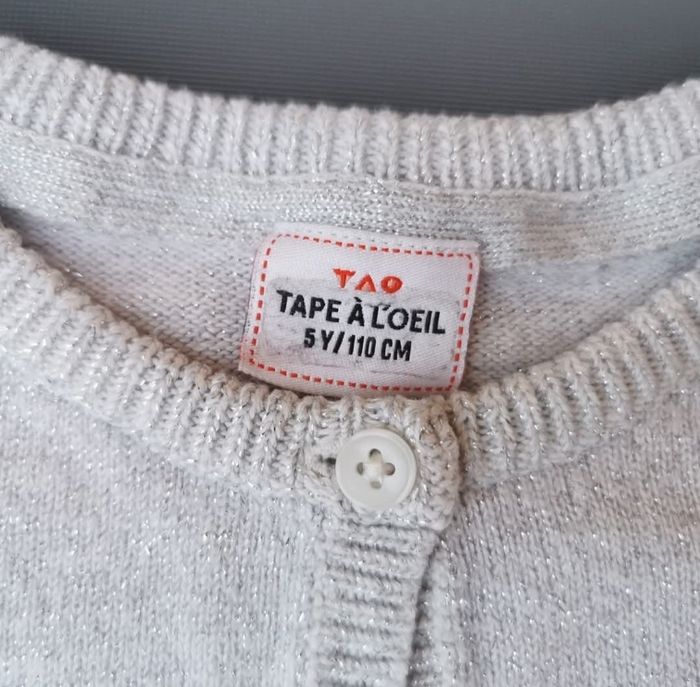 TAO
TAPE À L'OEIL
5 Y/110 CM